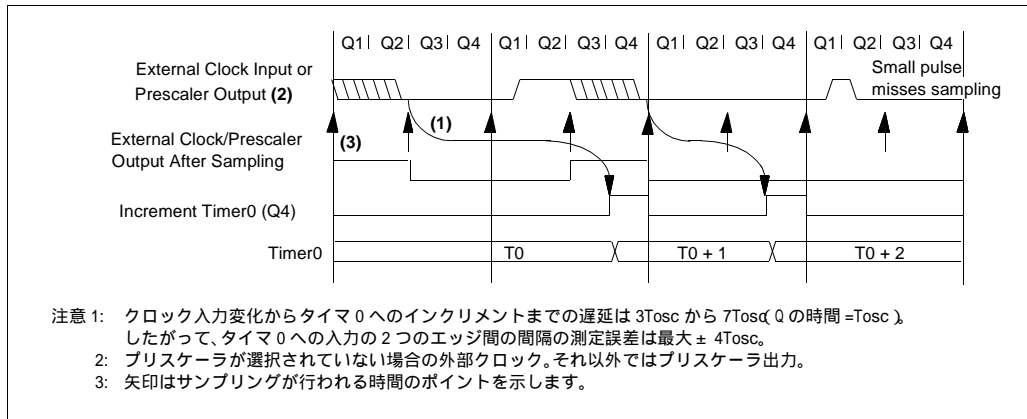 Q1 Q2 Q3 Q4 Q1 Q2 Q3 Q4 Q1 Q2 Q3 Q4 Q1 Q2 Q3 Q4
External Clock Input or
Prescaler Output (2)
Small pulse
misses sampling
(1)
(3)
External Clock/Prescaler
Output After Sampling
Increment Timer0 (Q4)
Timer0 T0 T0 + 1 T0 + 2
注意 1: クロック入力変化からタイマ 0 へのインクリメントまでの遅延は 3Tosc から 7Tosc( Q の時間 =Tosc )。
したがって、タイマ 0 への入力の 2 つのエッジ間の間隔の測定誤差は最大 ± 4Tosc。
2: プリスケーラが選択されていない場合の外部クロック。それ以外ではプリスケーラ出力。
3: 矢印はサンプリングが行われる時間のポイントを示します。